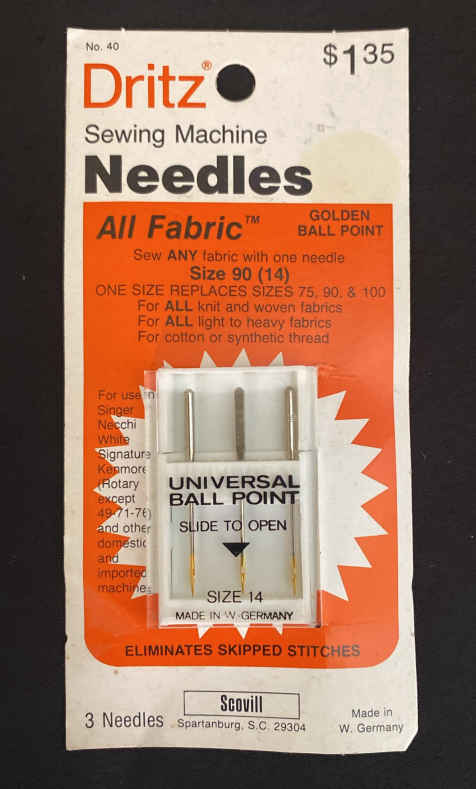 No. 40
$1.35
Dritz®
Sewing Machine
Needles
All Fabric™
GOLDEN
BALL POINT
Sew ANY fabric with one needle
Size 90 (14)
ONE SIZE REPLACES SIZES 75, 90, & 100
For ALL knit and woven fabrics
For ALL light to heavy fabrics
For cotton or synthetic thread
For use in
Singer
Necchi
White
Signature
Kenmore
(Rotary
except
49-71-76)
and other
domestic
and
imported
machines
UNIVERSAL
BALL POINT
SLIDE TO OPEN
SIZE 14
MADE IN W-GERMANY
ELIMINATES SKIPPED STITCHES
3 Needles
Scovill
Spartanburg, S.C. 29304
Made in
W. Germany